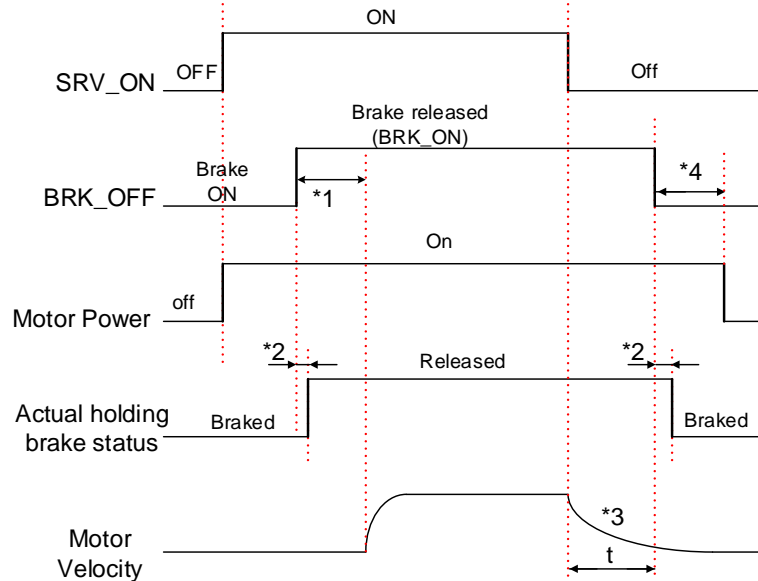 ON
OFF
Off
SRV_ON
Brake released
(BRK_ON)
Brake
ON
*4
*1
BRK_OFF
On
off
Motor Power
*2
*2
Released
Actual holding
brake status
Braked
Braked
*3
Motor
Velocity
t